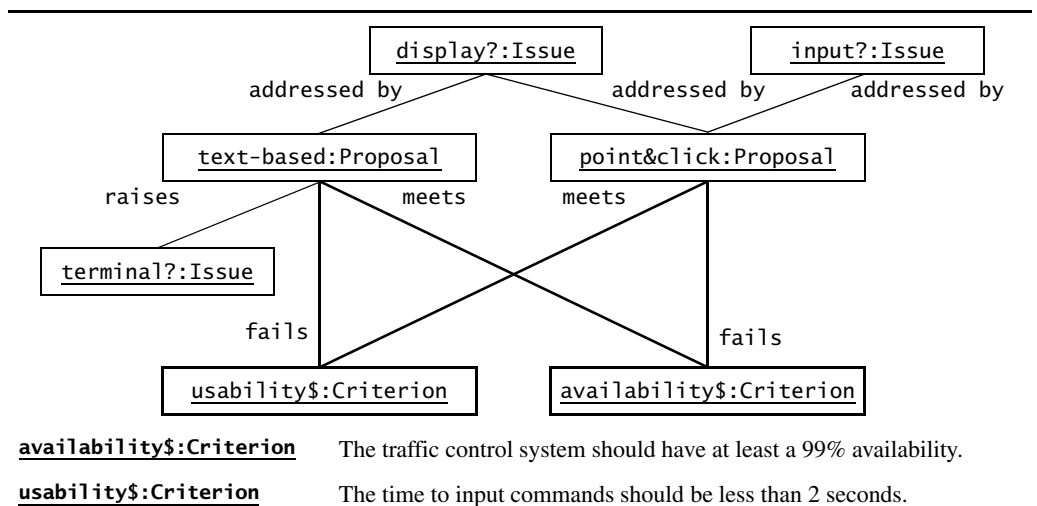 display?:Issue
input?:Issue
addressed by
addressed by
addressed by
text-based:Proposal
point&click:Proposal
raises
meets
meets
terminal?:Issue
fails
fails
usability$:Criterion
availability$:Criterion
availability$:Criterion The traffic control system should have at least a 99% availability.
usability$:Criterion The time to input commands should be less than 2 seconds.